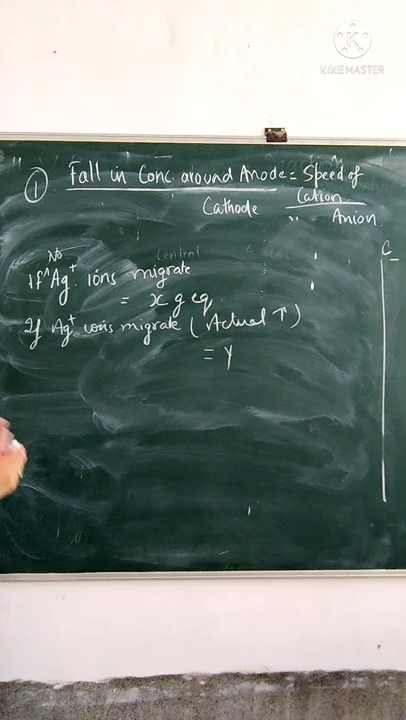 KINEMASTER
① Fall in Conc. around Anode = Speed of Cation
Cathode " Anion
No
If ^ Ag+ ions migrate
= x g eq
If Ag+ ions migrate (Actual ↑)
= y
C